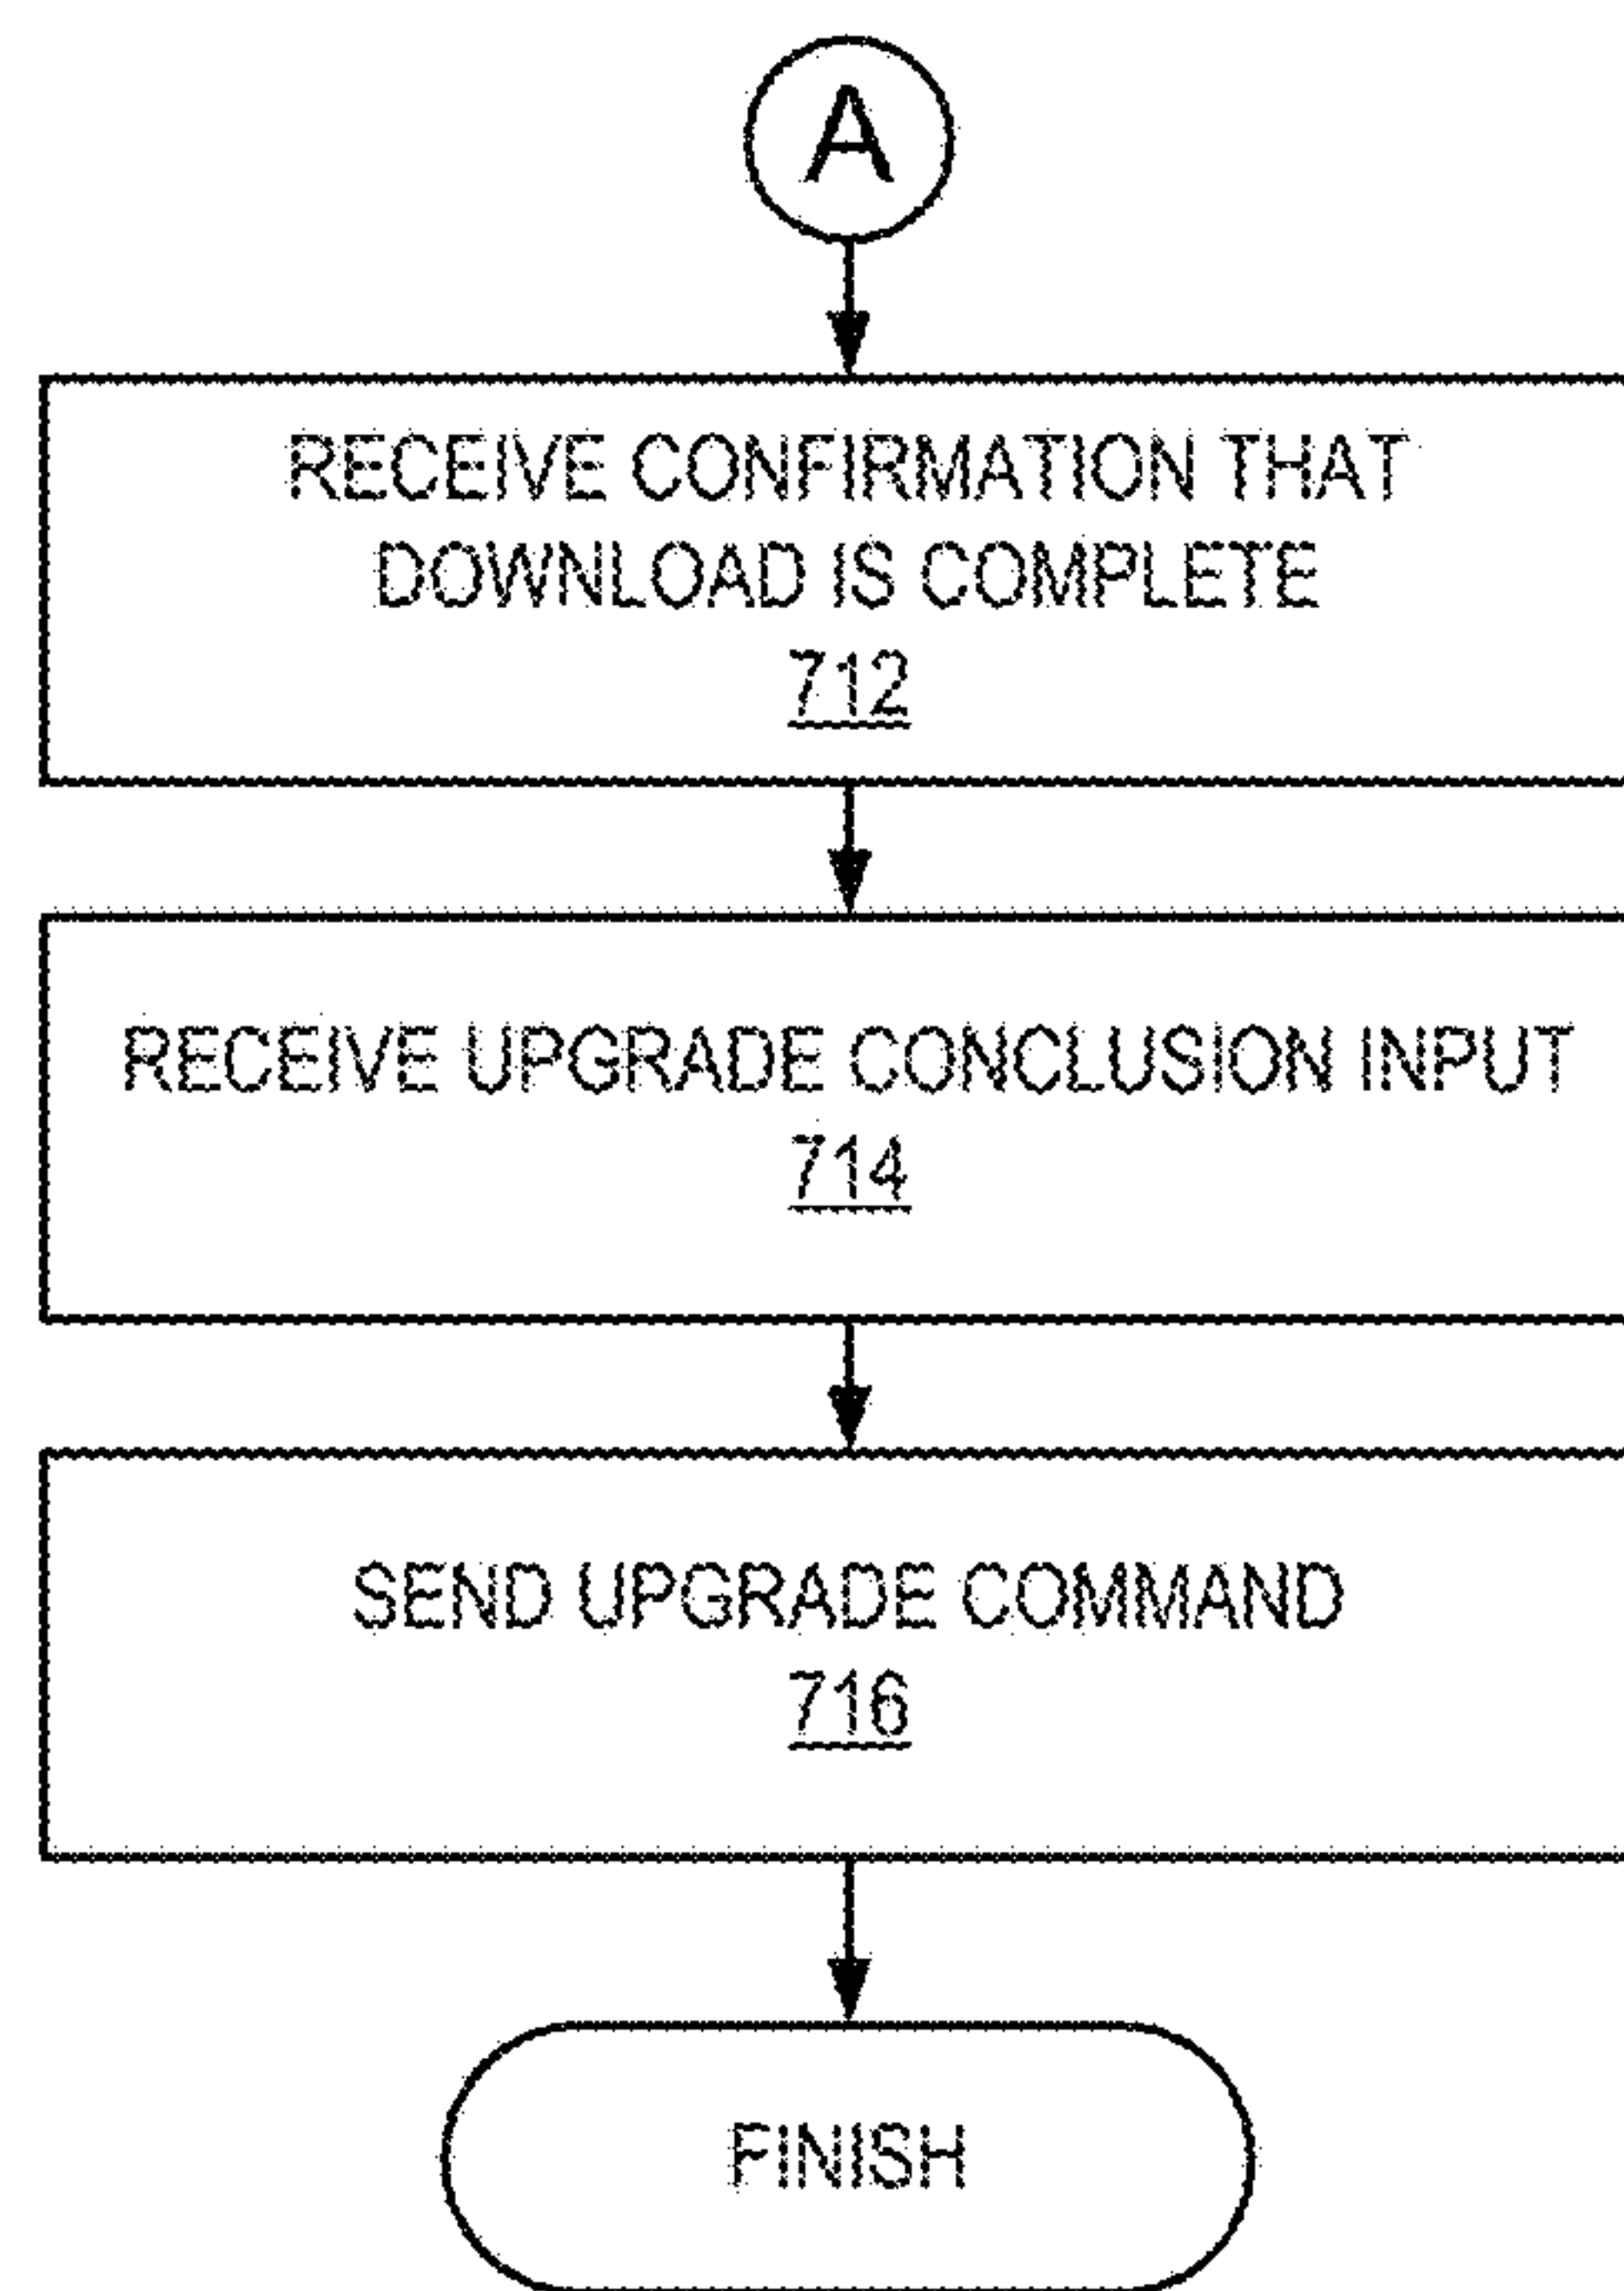 A
RECEIVE CONFIRMATION THAT
DOWNLOAD IS COMPLETE
712
RECEIVE UPGRADE CONCLUSION INPUT
714
SEND UPGRADE COMMAND
716
FINISH